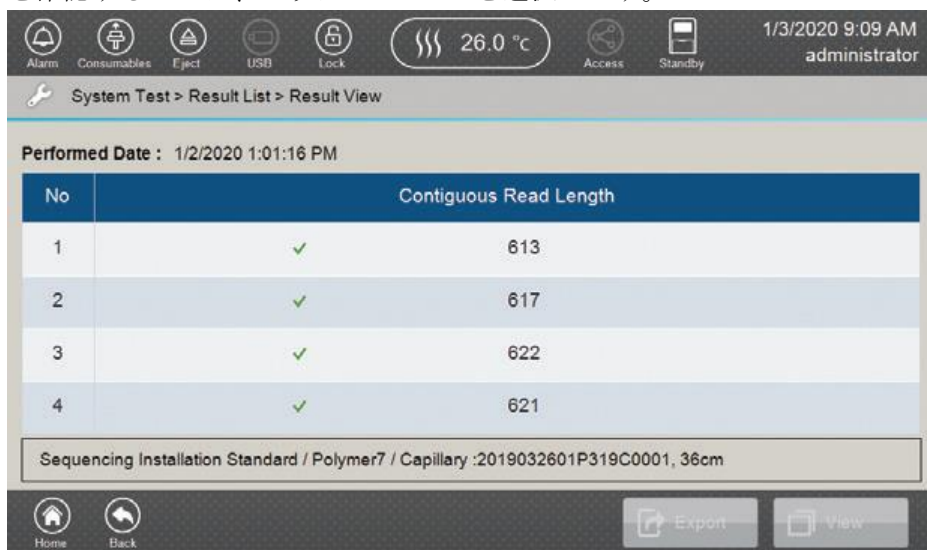 1/3/2020 9:09 AM
26.0 °c
administrator
Alarm Consumables Eject USB Lock Access Standby
System Test > Result List > Result View
Performed Date : 1/2/2020 1:01:16 PM
No Contiguous Read Length
1 ✓ 613
2 ✓ 617
3 ✓ 622
4 ✓ 621
Sequencing Installation Standard / Polymer7 / Capillary :2019032601P319C0001, 36cm
Export View
Home Back